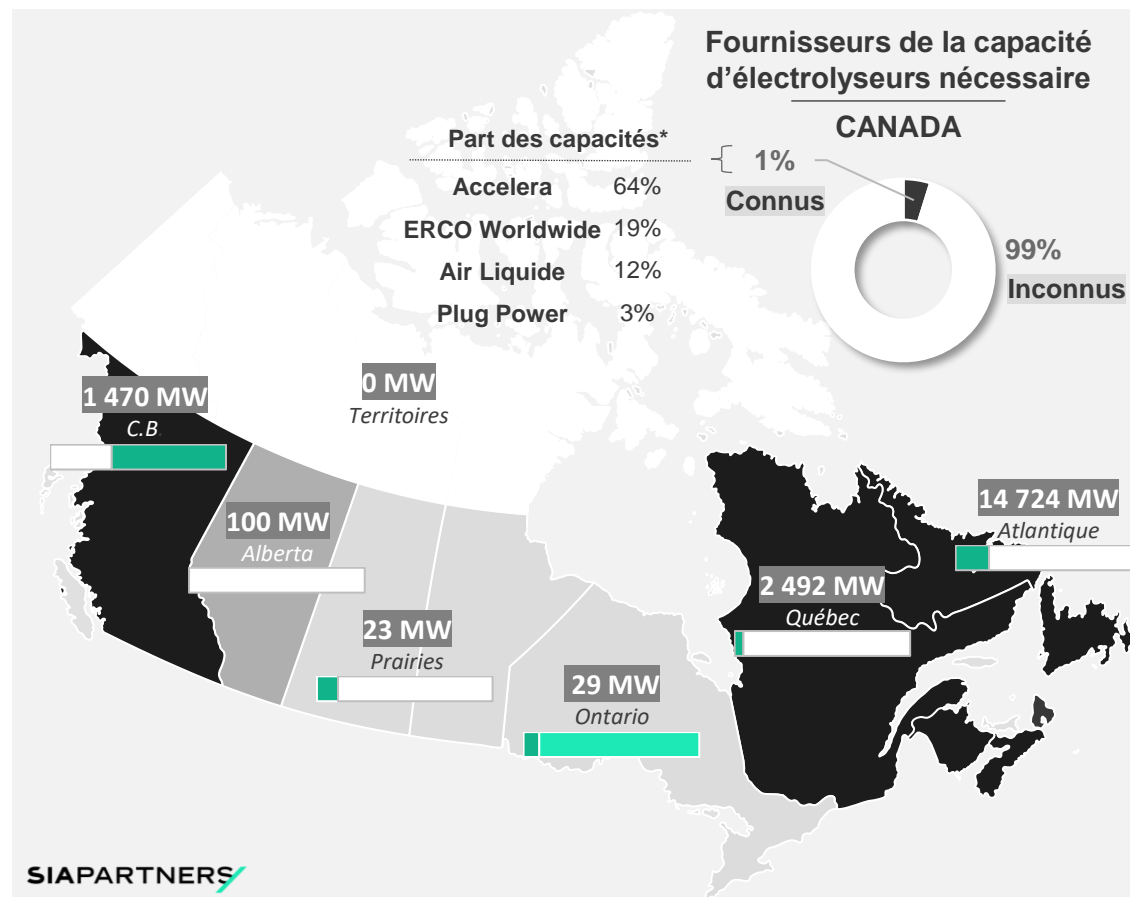 Fournisseurs de la capacité
d'électrolyseurs nécessaire
CANADA
Part des capacités*
Accelera 64%
ERCO Worldwide 19%
Air Liquide 12%
Plug Power 3%
1%
Connus
99%
Inconnus
0 MW
Territoires
1 470 MW
C.B.
100 MW
Alberta
23 MW
Prairies
29 MW
Ontario
2 492 MW
Québec
14 724 MW
Atlantique
SIAPARTNERS